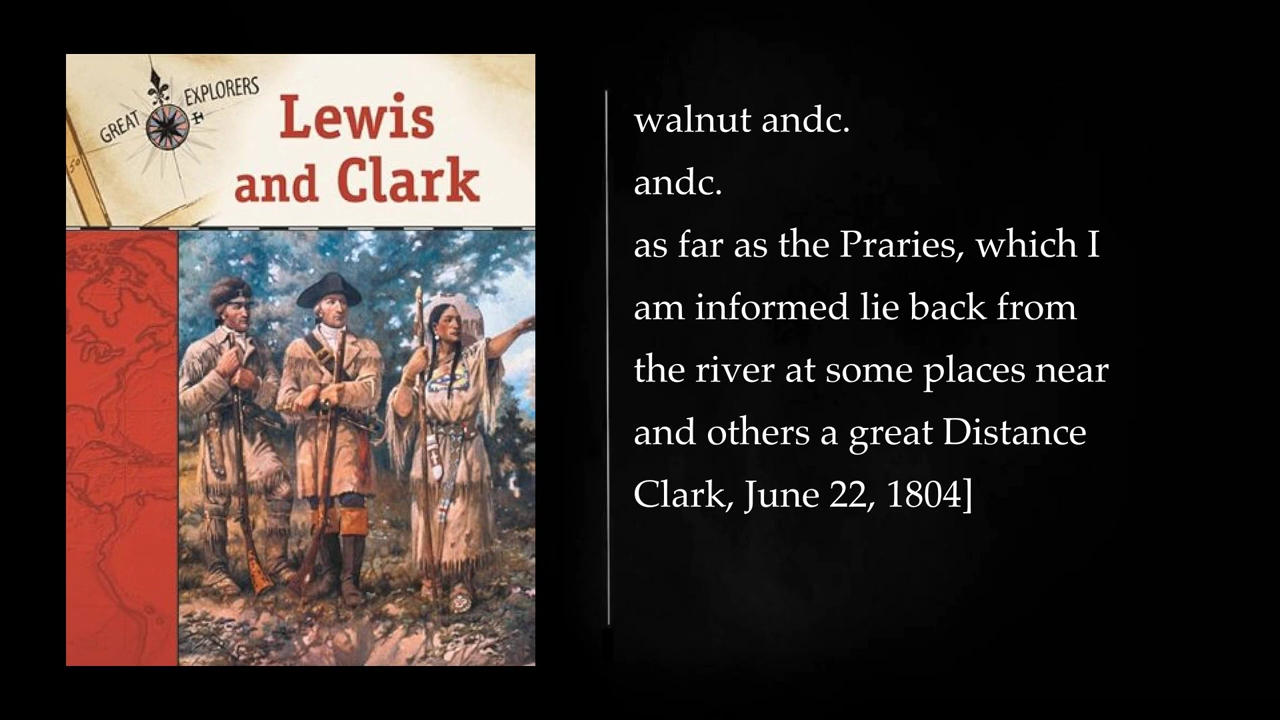 GREAT EXPLORERS
Lewis
and Clark
50
walnut andc.
andc.
as far as the Praries, which I
am informed lie back from
the river at some places near
and others a great Distance
Clark, June 22, 1804]